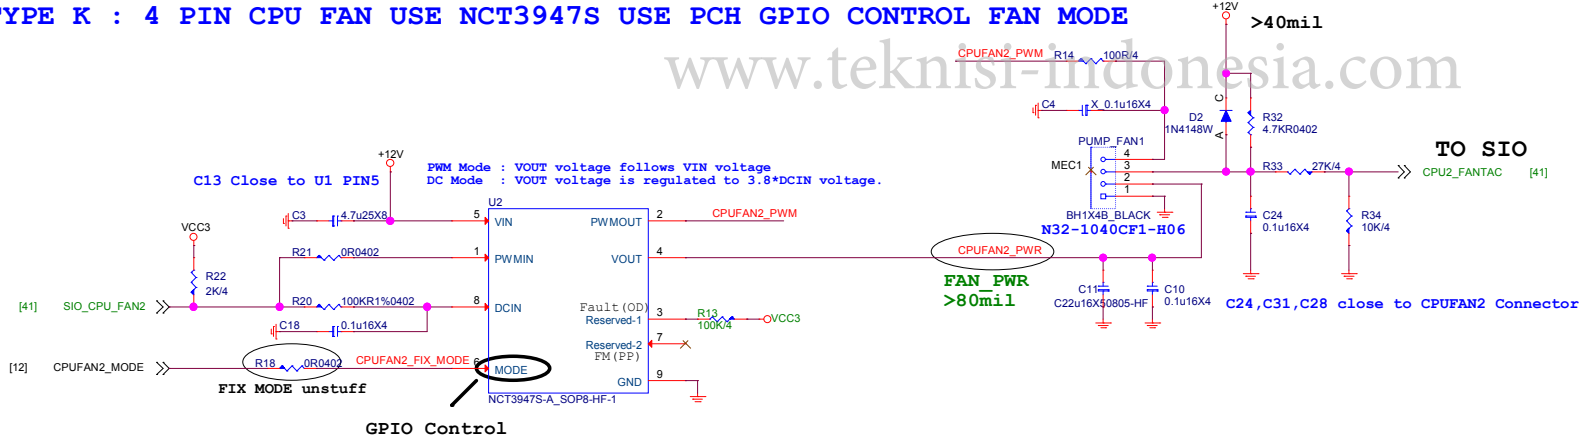 TYPE K : 4 PIN CPU FAN USE NCT3947S USE PCH GPIO CONTROL FAN MODE
+12V
>40mil
www.teknisi-indonesia.com
CPUFAN2_PWM R14 100R/4
C4 X_0.1u16X4
D2
1N4148W
C
A
R32
4.7KR0402
PUMP_FAN1
MEC1
4
3
2
1
BH1X4B_BLACK
N32-1040CF1-H06
R33 27K/4
TO SIO
CPU2_FANTAC [41]
C24
0.1u16X4
R34
10K/4
+12V
PWM Mode : VOUT voltage follows VIN voltage
DC Mode : VOUT voltage is regulated to 3.8*DCIN voltage.
C13 Close to U1 PIN5
U2
C3 4.7u25X8
5 VIN
PWMOUT 2 CPUFAN2_PWM
VCC3
R21 0R0402
1 PWMIN
VOUT 4
CPUFAN2_PWR
FAN_PWR
>80mil
R22
2K/4
[41] SIO_CPU_FAN2
R20 100KR1%0402
8 DCIN
C18 0.1u16X4
Fault(OD)
Reserved-1 3
R13
100K/4
VCC3
Reserved-2 7
FM(PP)
C11
C22u16X50805-HF
C10
0.1u16X4
C24,C31,C28 close to CPUFAN2 Connector
[12] CPUFAN2_MODE
R18 0R0402
CPUFAN2_FIX_MODE 6
MODE
GND 9
FIX MODE unstuff
NCT3947S-A_SOP8-HF-1
GPIO Control